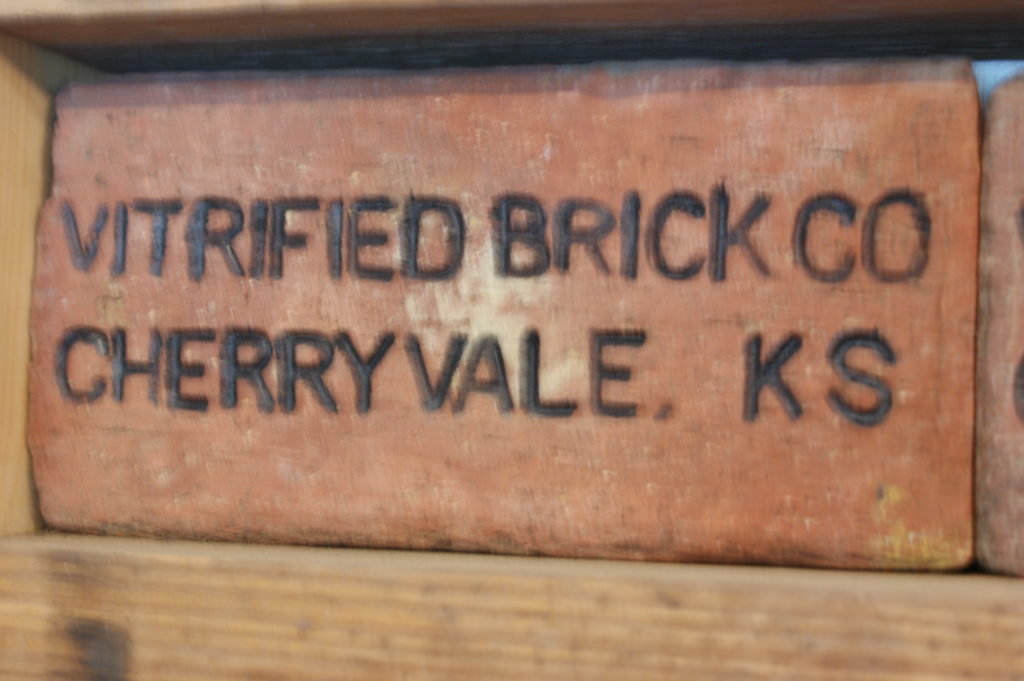 VITRIFIED BRICK CO
CHERRYVALE. KS